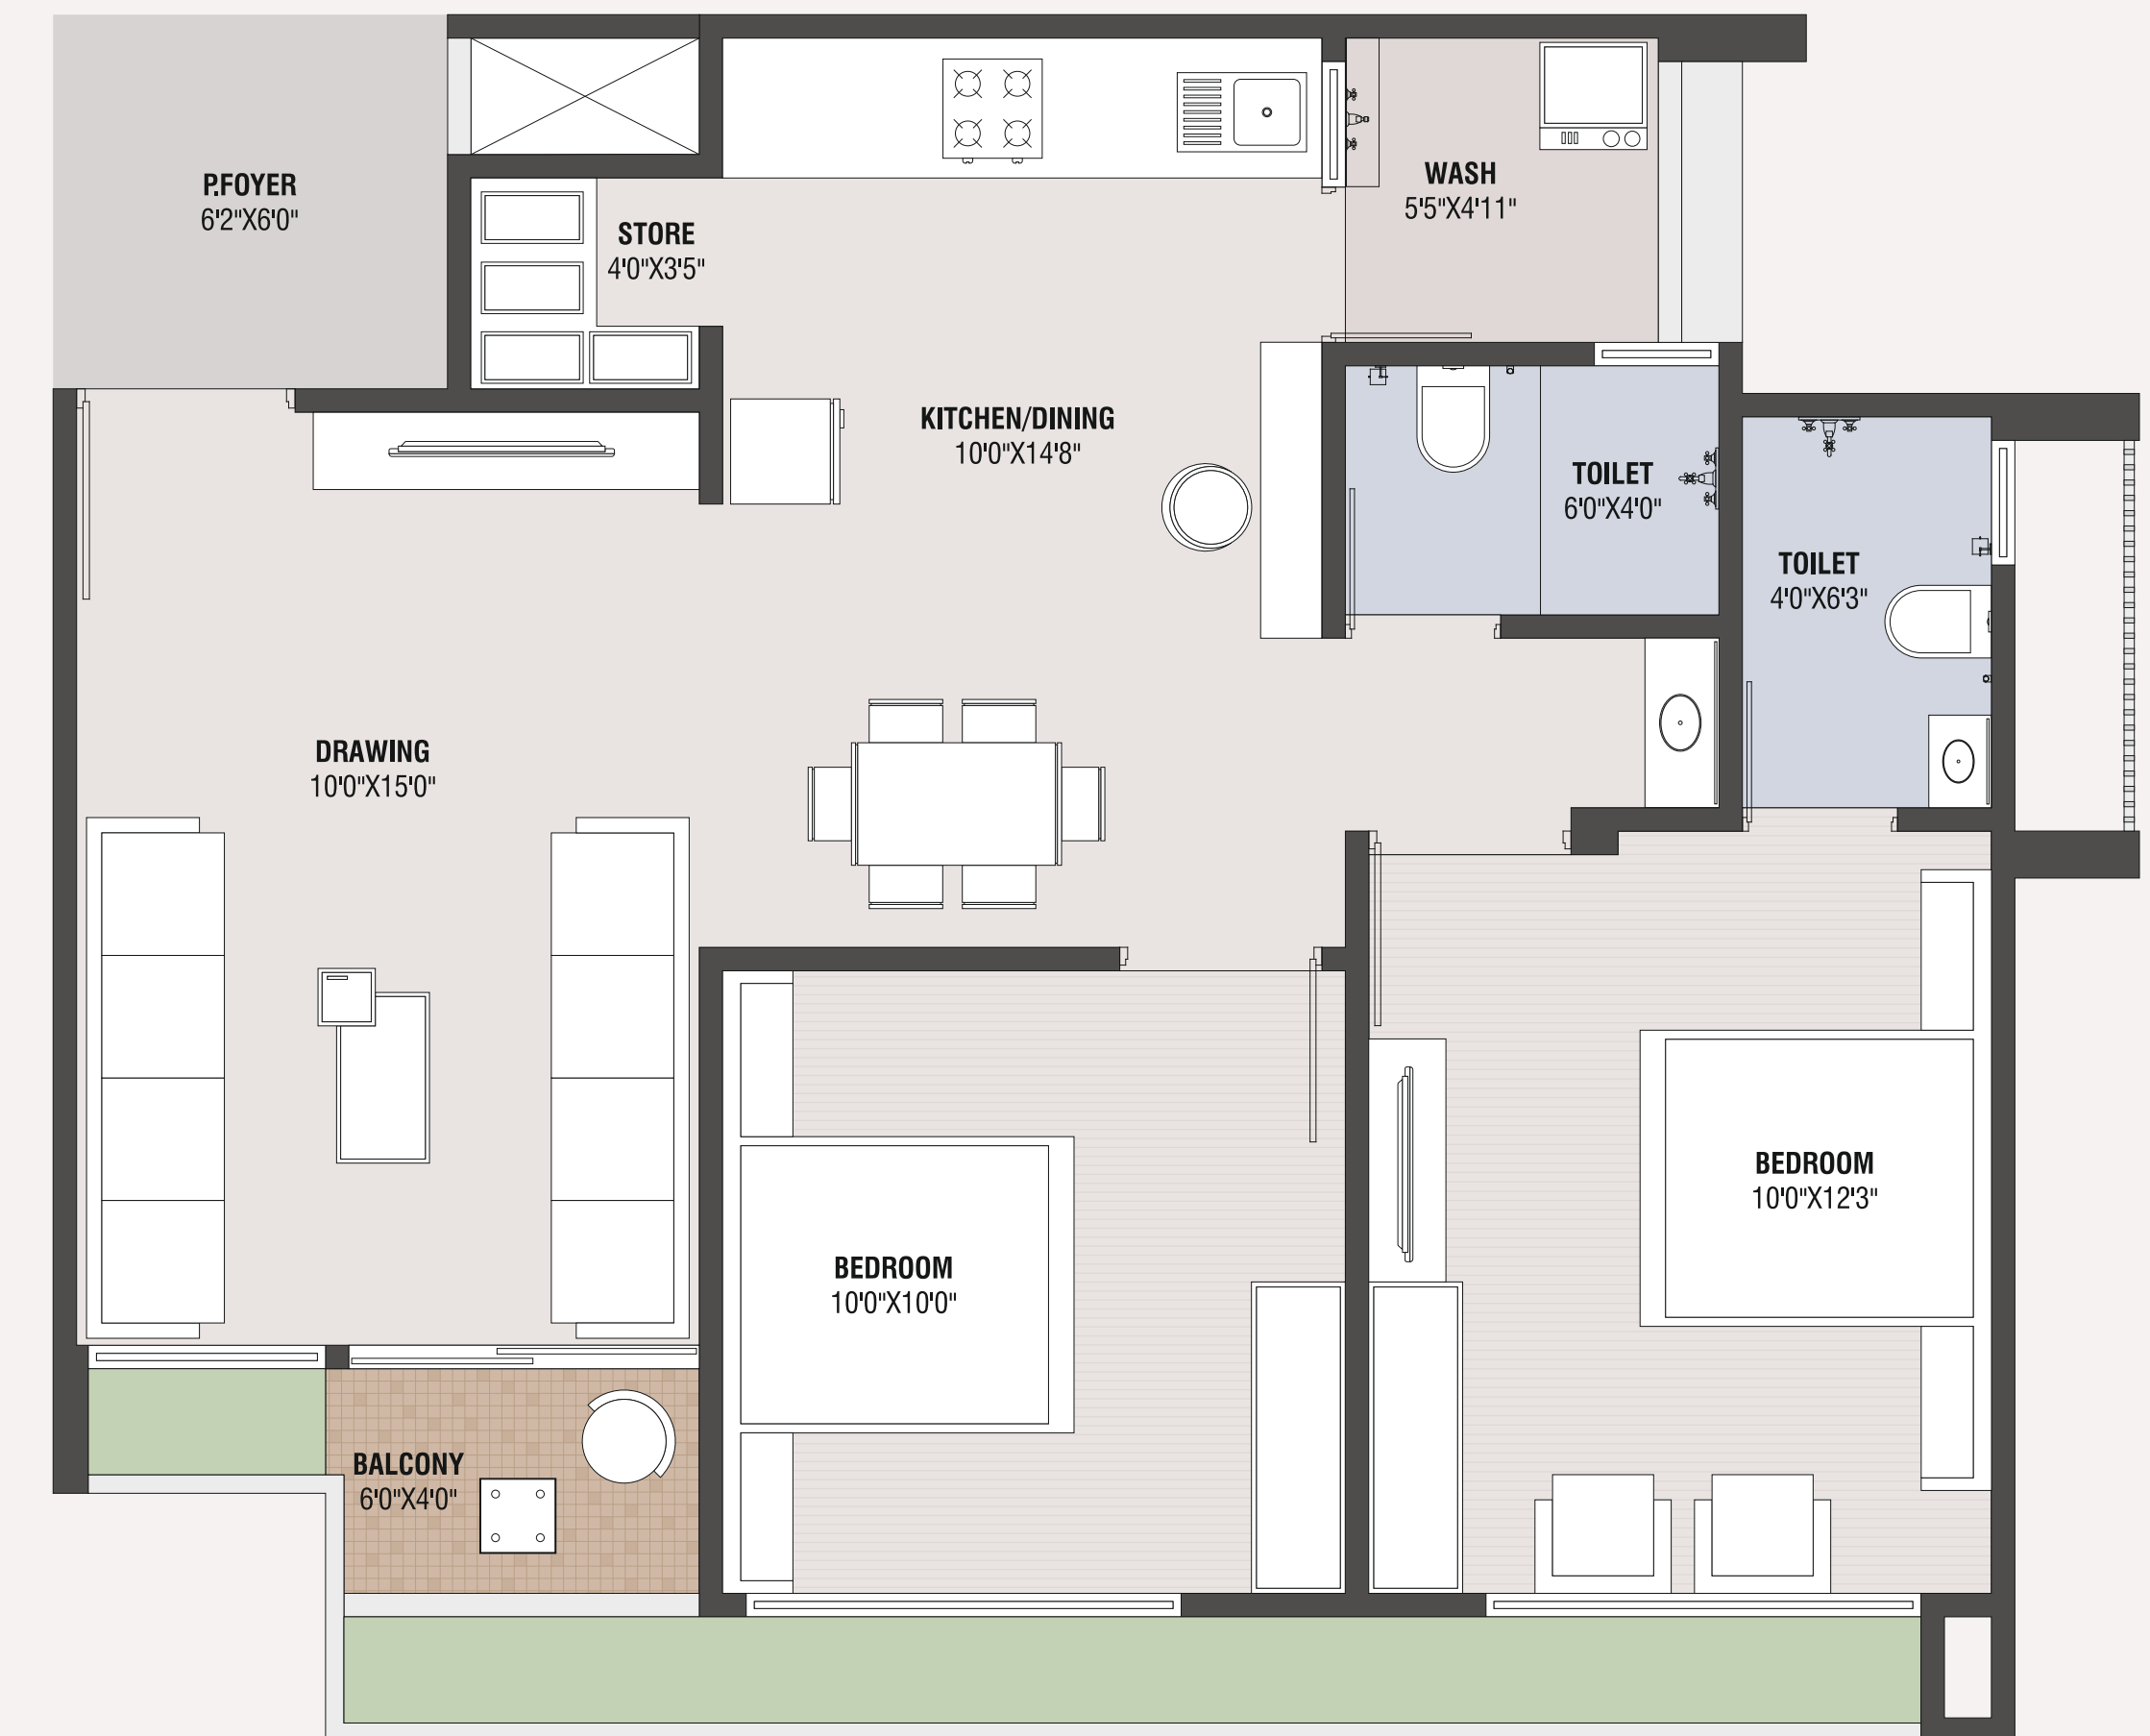 P.FOYER
6'2"X6'0"
STORE
4'0"X3'5"
WASH
5'5"X4'11"
KITCHEN/DINING
10'0"X14'8"
TOILET
6'0"X4'0"
TOILET
4'0"X6'3"
DRAWING
10'0"X15'0"
BEDROOM
10'0"X10'0"
BEDROOM
10'0"X12'3"
BALCONY
6'0"X4'0"